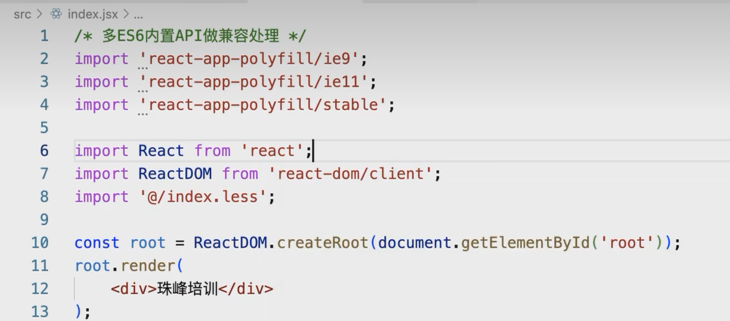 src > index.jsx > ...
1 /* 多ES6内置API做兼容处理 */
2 import 'react-app-polyfill/ie9';
3 import 'react-app-polyfill/ie11';
4 import 'react-app-polyfill/stable';
5
6 import React from 'react';
7 import ReactDOM from 'react-dom/client';
8 import '@/index.less';
9
10 const root = ReactDOM.createRoot(document.getElementById('root'));
11 root.render(
12     <div>珠峰培训</div>
13 );